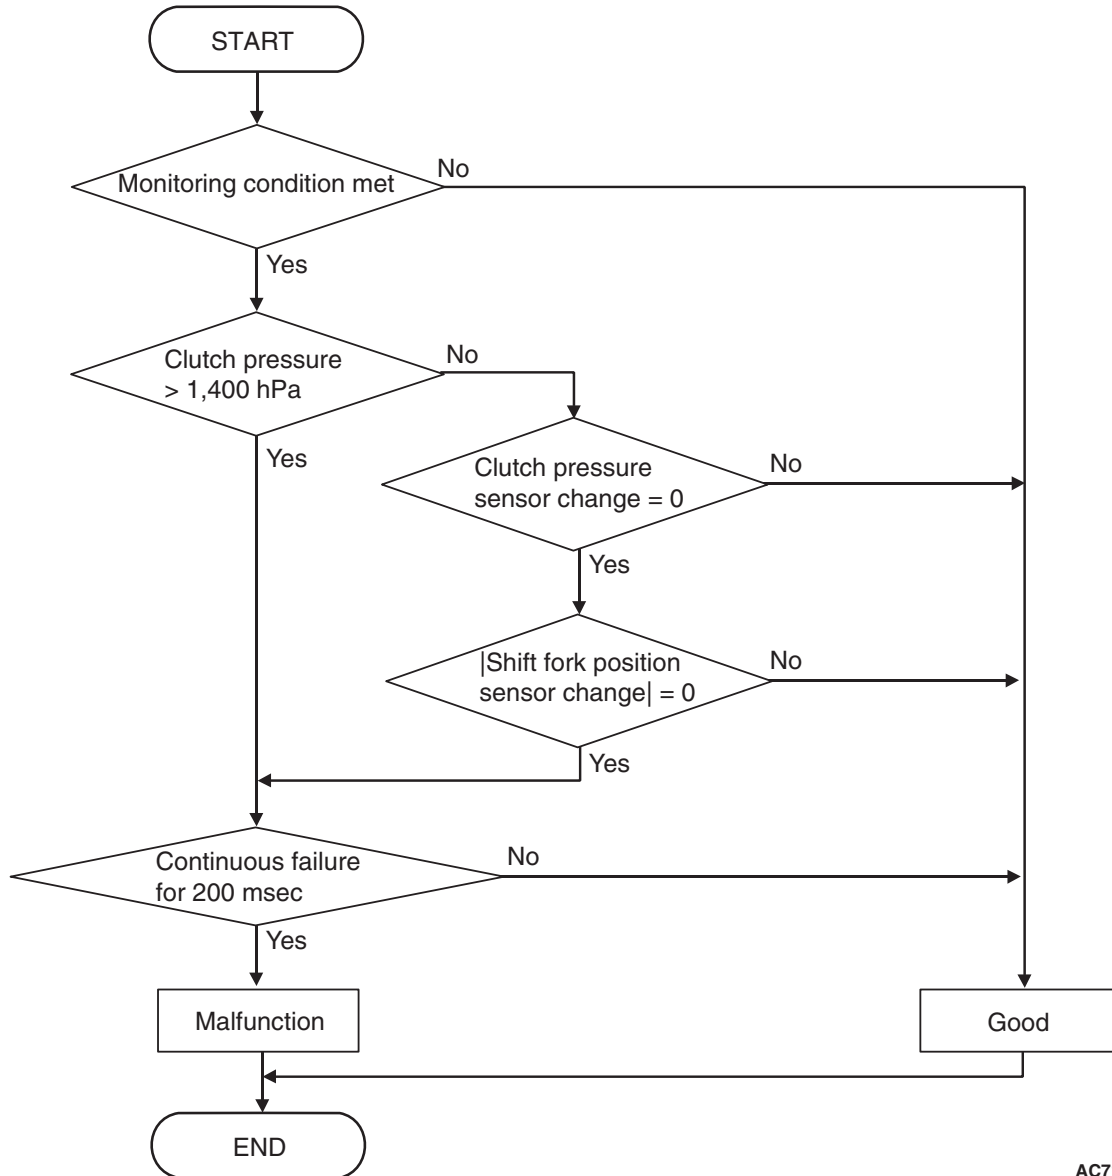 START
Monitoring condition met
No
Yes
Clutch pressure
> 1,400 hPa
No
Yes
Clutch pressure
sensor change = 0
No
Yes
|Shift fork position
sensor change| = 0
No
Yes
Continuous failure
for 200 msec
No
Yes
Malfunction
Good
END
AC7